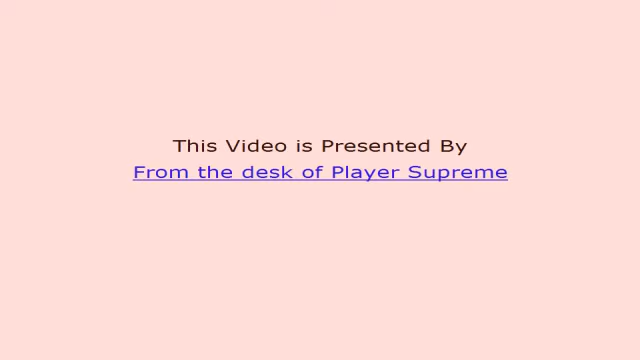 This Video is Presented By
From the desk of Player Supreme